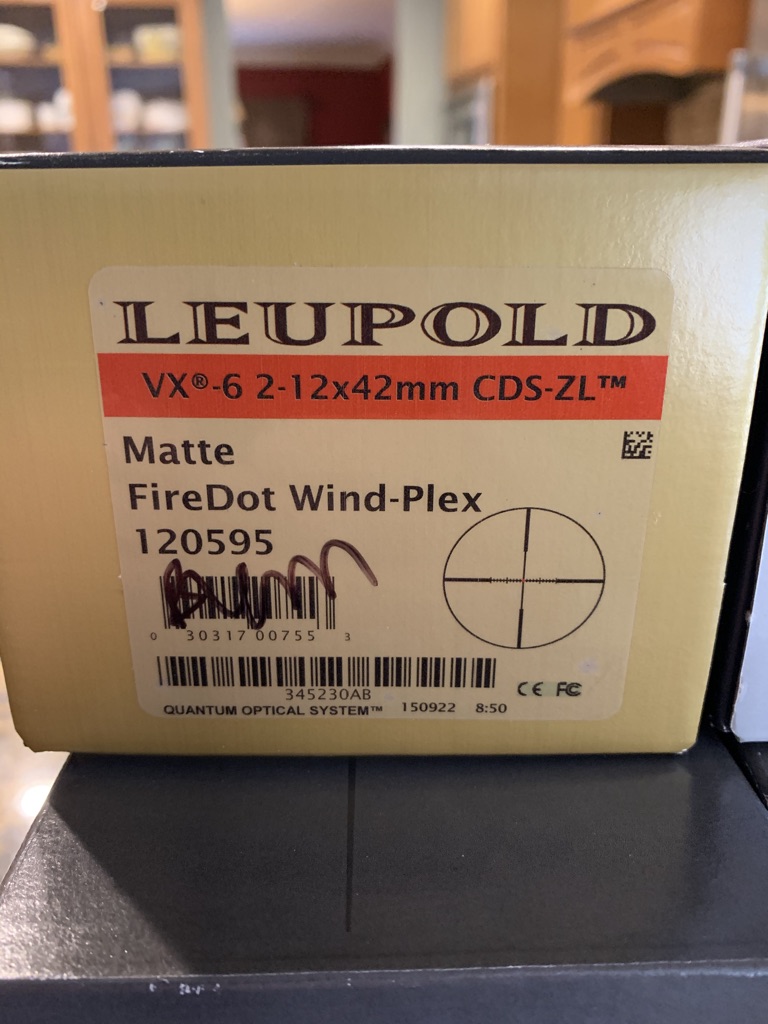 LEUPOLD
VX®-6 2-12x42mm CDS-ZL™
Matte
FireDot Wind-Plex
120595
0 30317 00755 3
345230AB
CE FC
QUANTUM OPTICAL SYSTEM™ 150922 8:50